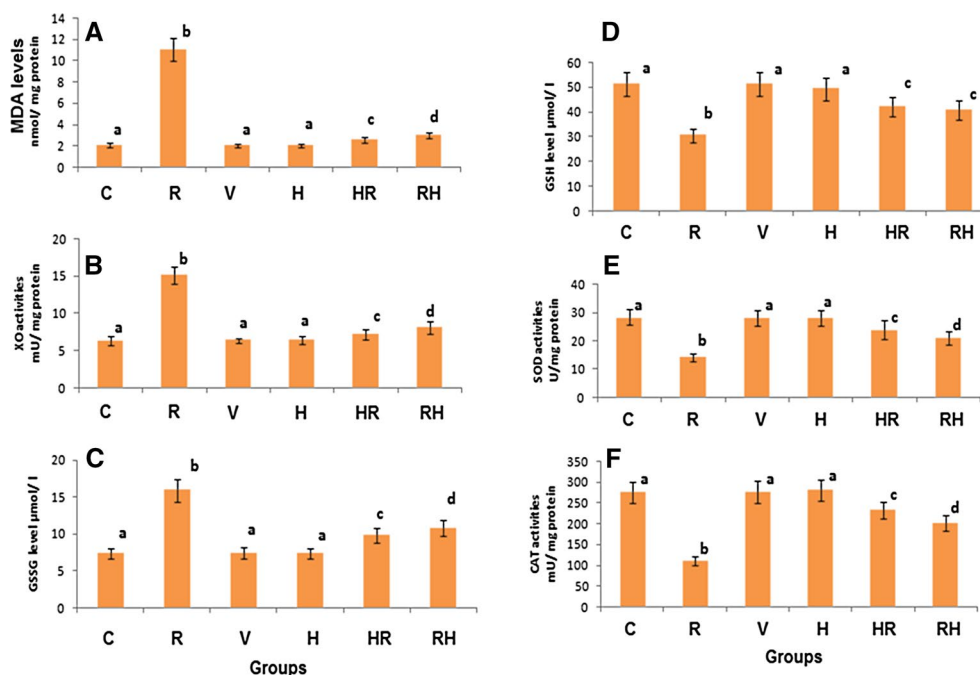 A
MDA levels
nmol/ mg protein
14
12
10
8
6
4
2
0
a
b
a
a
c
d
C R V H HR RH
B
XO activities
mU/ mg protein
20
15
10
5
0
a
b
a
a
c
d
C R V H HR RH
C
GSSG level µmol/ l
20
15
10
5
0
a
b
a
a
c
d
C R V H HR RH
Groups
D
GSH level µmol/ l
60
50
40
30
20
10
0
a
b
a
a
c
c
C R V H HR RH
E
SOD activities
U/mg protein
40
30
20
10
0
a
b
a
a
c
d
C R V H HR RH
F
CAT activities
mU/ mg protein
350
300
250
200
150
100
50
0
a
b
a
a
c
d
C R V H HR RH
Groups